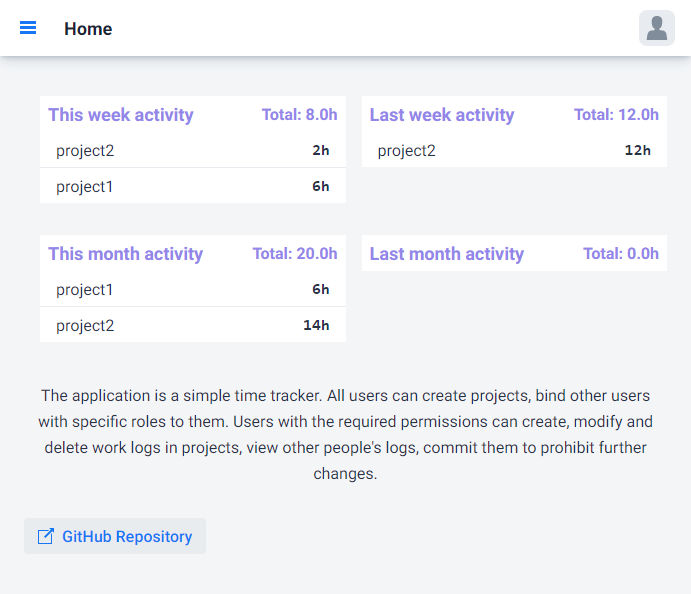 Home
This week activity Total: 8.0h
project2 2h
project1 6h
Last week activity Total: 12.0h
project2 12h
This month activity Total: 20.0h
project1 6h
project2 14h
Last month activity Total: 0.0h
The application is a simple time tracker. All users can create projects, bind other users
with specific roles to them. Users with the required permissions can create, modify and
delete work logs in projects, view other people's logs, commit them to prohibit further
changes.
GitHub Repository